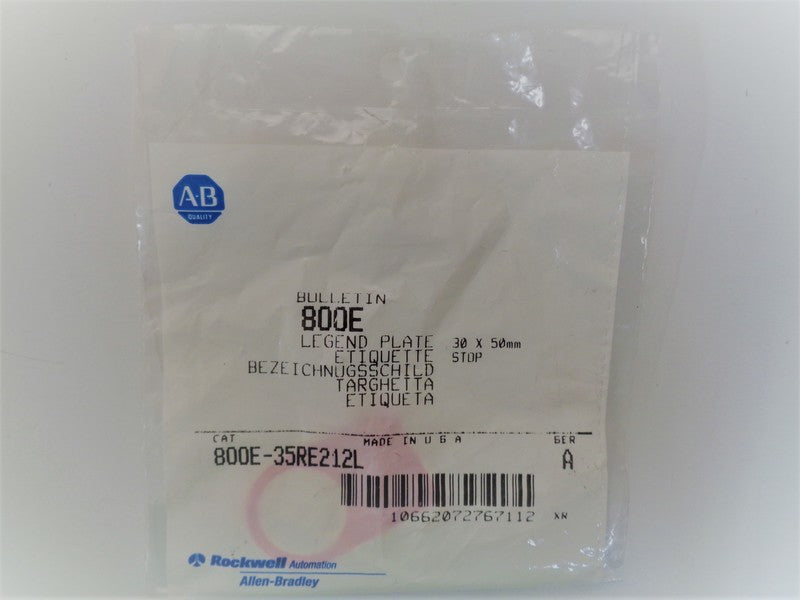 A-B
QUALITY
BULLETIN
800E
LEGEND PLATE 30 X 50mm
ETIQUETTE STOP
BEZEICHNUGSSCHILD
TARGHETTA
ETIQUETA
CAT MADE IN U S A SER
800E-35RE212L A
10662072767112 XR
Rockwell Automation
Allen-Bradley